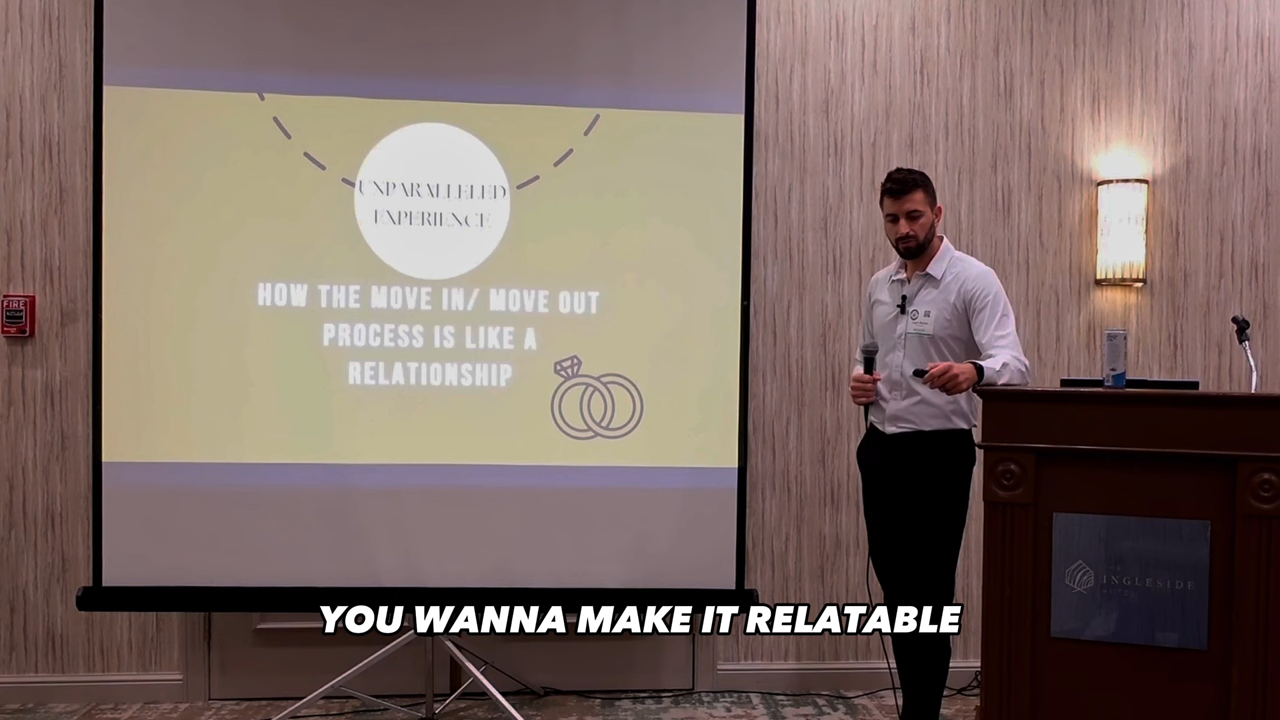 UNPARALLELED
EXPERIENCE
HOW THE MOVE IN/ MOVE OUT
PROCESS IS LIKE A
RELATIONSHIP
FIRE
INGLESIDE
YOU WANNA MAKE IT RELATABLE